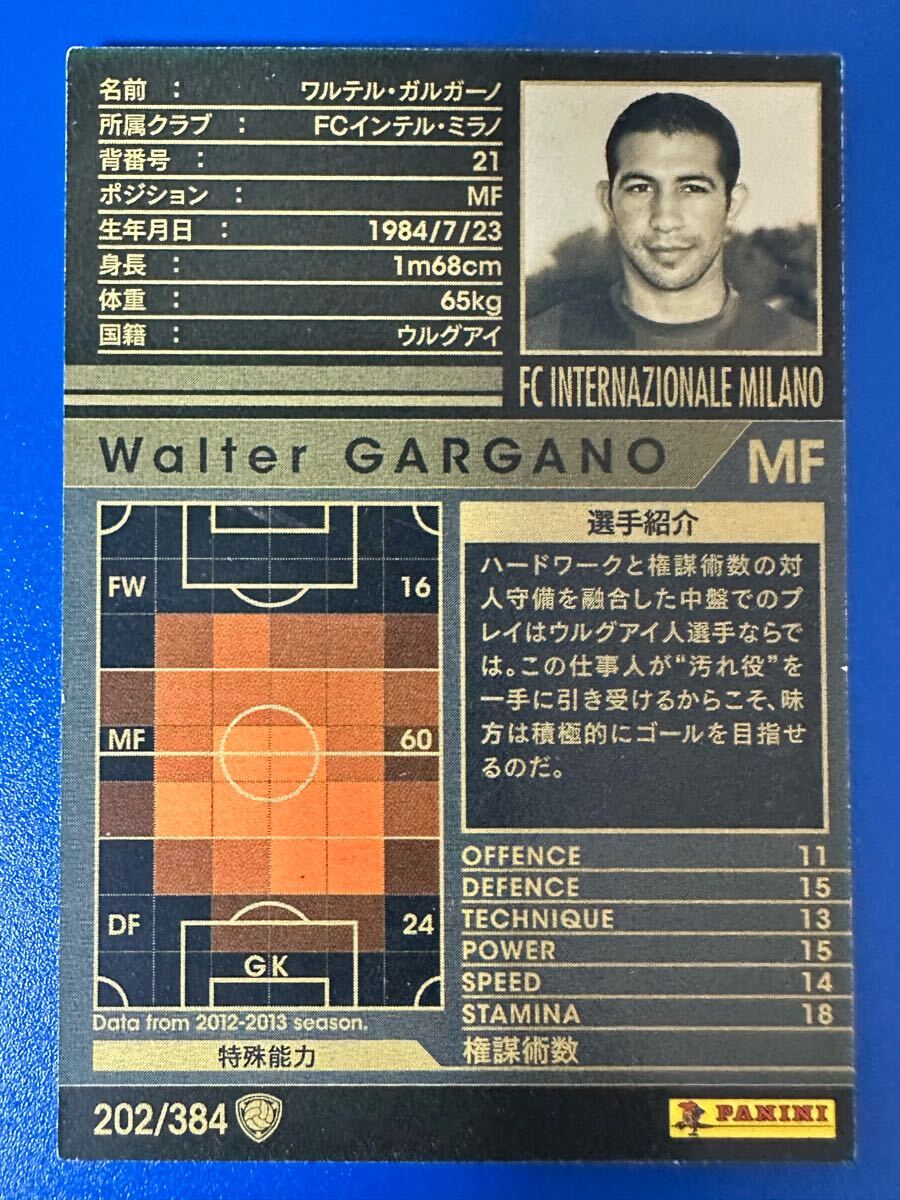 名前 : ワルテル・ガルガーノ
所属クラブ : FCインテル・ミラノ
背番号 : 21
ポジション : MF
生年月日 : 1984/7/23
身長 : 1m68cm
体重 : 65kg
国籍 : ウルグアイ
FC INTERNAZIONALE MILANO
Walter GARGANO
MF
FW 16
MF 60
DF 24
GK
Data from 2012-2013 season.
選手紹介
ハードワークと権謀術数の対
人守備を融合した中盤でのプ
レイはウルグアイ人選手ならで
は。この仕事人が“汚れ役”を
一手に引き受けるからこそ、味
方は積極的にゴールを目指せ
るのだ。
OFFENCE 11
DEFENCE 15
TECHNIQUE 13
POWER 15
SPEED 14
STAMINA 18
特殊能力 権謀術数
202/384
PANINI